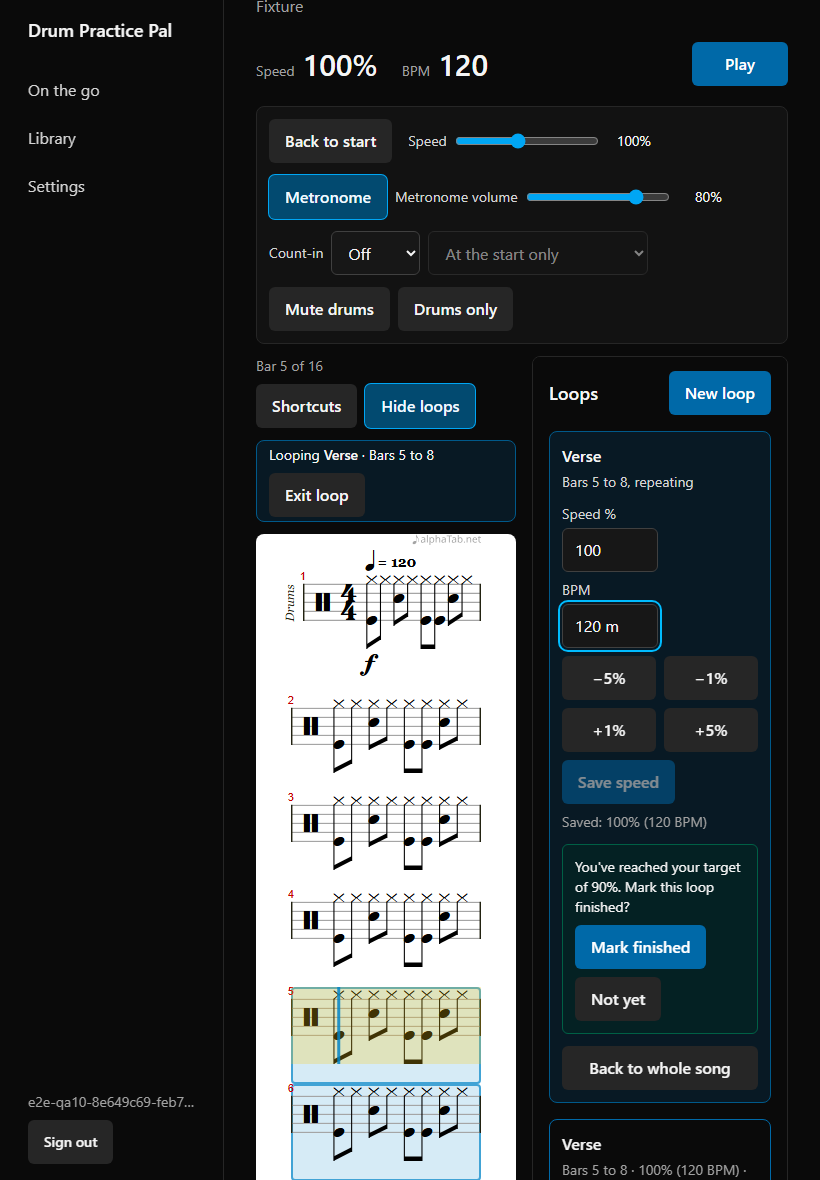 Drum Practice Pal
On the go
Library
Settings
e2e-qa10-8e649c69-feb7...
Sign out
Fixture
Speed 100% BPM 120
Play
Back to start Speed 100%
Metronome Metronome volume 80%
Count-in Off At the start only
Mute drums Drums only
Bar 5 of 16
Shortcuts Hide loops
Looping Verse · Bars 5 to 8
Exit loop
alphaTab.net
= 120
1
Drums
4
4
f
2
3
4
5
6
Loops New loop
Verse
Bars 5 to 8, repeating
Speed %
100
BPM
120 m
−5% −1%
+1% +5%
Save speed
Saved: 100% (120 BPM)
You've reached your target
of 90%. Mark this loop
finished?
Mark finished
Not yet
Back to whole song
Verse
Bars 5 to 8 · 100% (120 BPM) ·